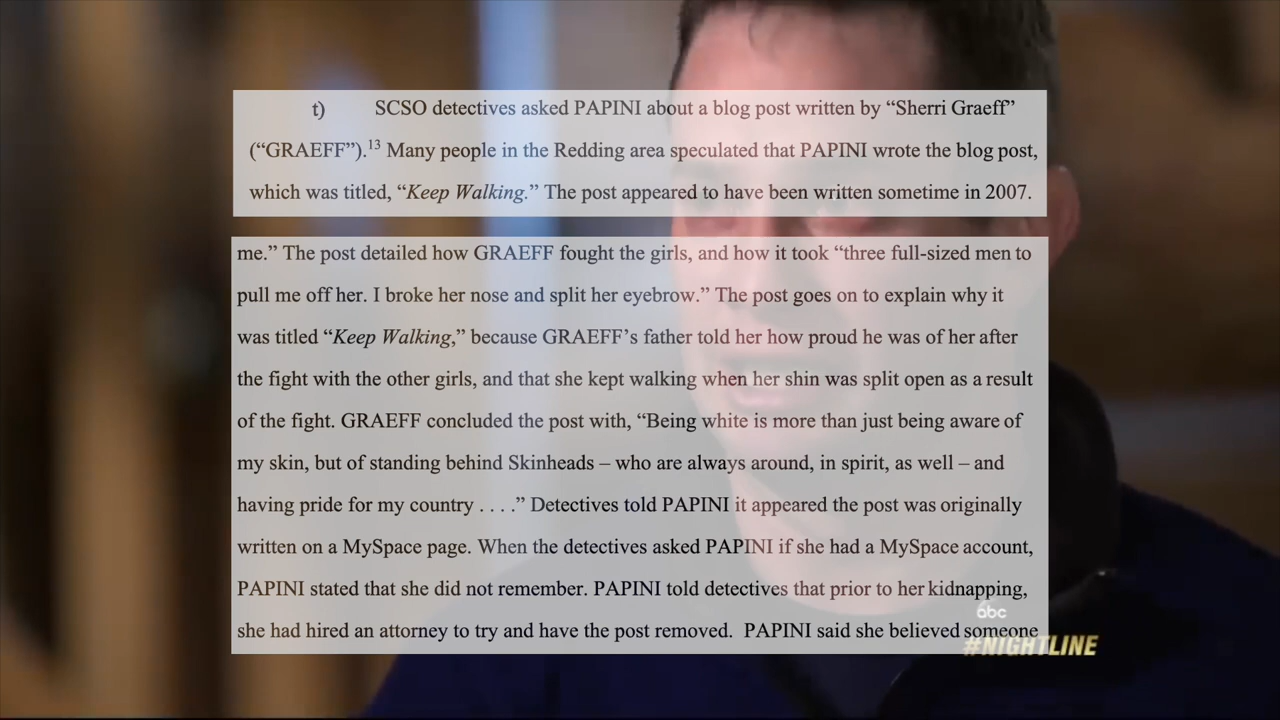 t) SCSO detectives asked PAPINI about a blog post written by “Sherri Graeff”
(“GRAEFF”).13 Many people in the Redding area speculated that PAPINI wrote the blog post,
which was titled, “Keep Walking.” The post appeared to have been written sometime in 2007.
me.” The post detailed how GRAEFF fought the girls, and how it took “three full-sized men to
pull me off her. I broke her nose and split her eyebrow.” The post goes on to explain why it
was titled “Keep Walking,” because GRAEFF’s father told her how proud he was of her after
the fight with the other girls, and that she kept walking when her shin was split open as a result
of the fight. GRAEFF concluded the post with, “Being white is more than just being aware of
my skin, but of standing behind Skinheads – who are always around, in spirit, as well – and
having pride for my country . . . .” Detectives told PAPINI it appeared the post was originally
written on a MySpace page. When the detectives asked PAPINI if she had a MySpace account,
PAPINI stated that she did not remember. PAPINI told detectives that prior to her kidnapping,
she had hired an attorney to try and have the post removed. PAPINI said she believed someone
abc
#NIGHTLINE